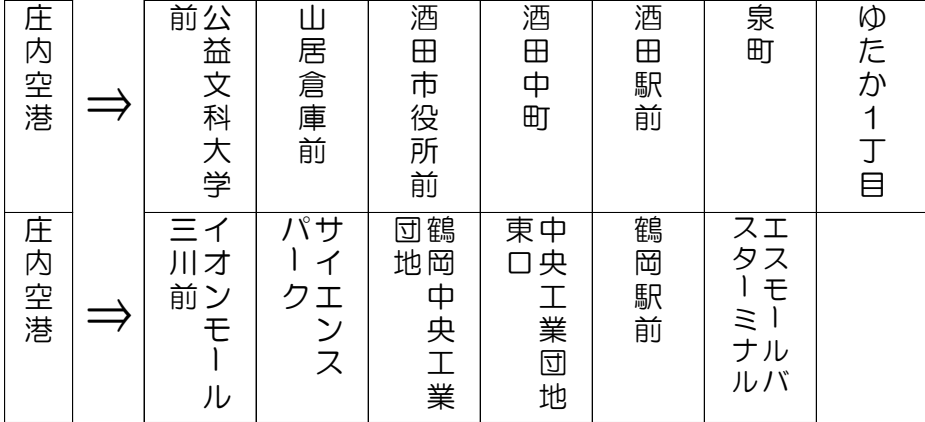 庄内空港
⇒
公益文科大学
前
山居倉庫前
酒田市役所前
酒田中町
酒田駅前
泉町
ゆたか1丁目
庄内空港
⇒
イオンモール
三川前
サイエンス
パーク
鶴岡中央工業
団地
中央工業団地
東口
鶴岡駅前
エスモールバ
スターミナル